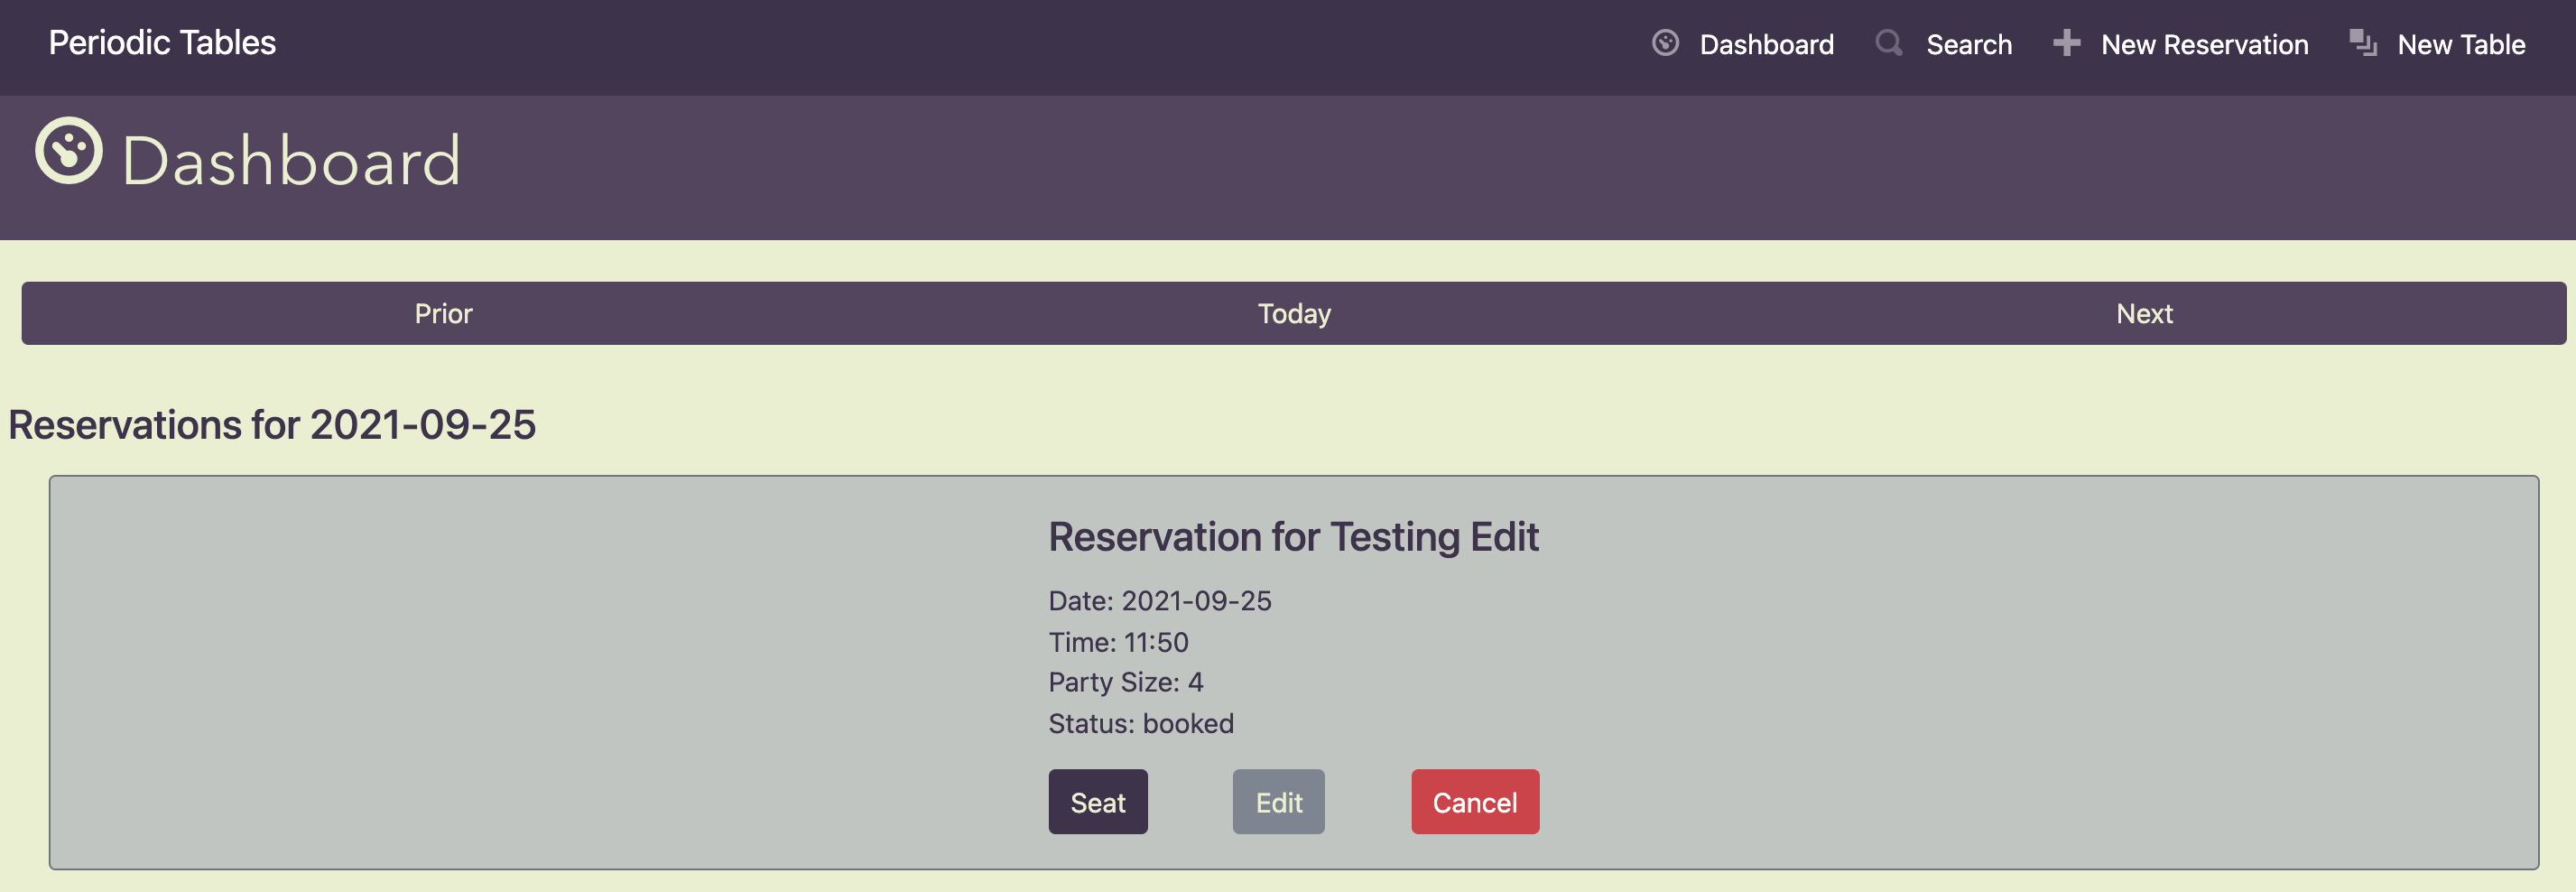 Periodic Tables
Dashboard Search New Reservation New Table
Dashboard
Prior Today Next
Reservations for 2021-09-25
Reservation for Testing Edit
Date: 2021-09-25
Time: 11:50
Party Size: 4
Status: booked
Seat Edit Cancel